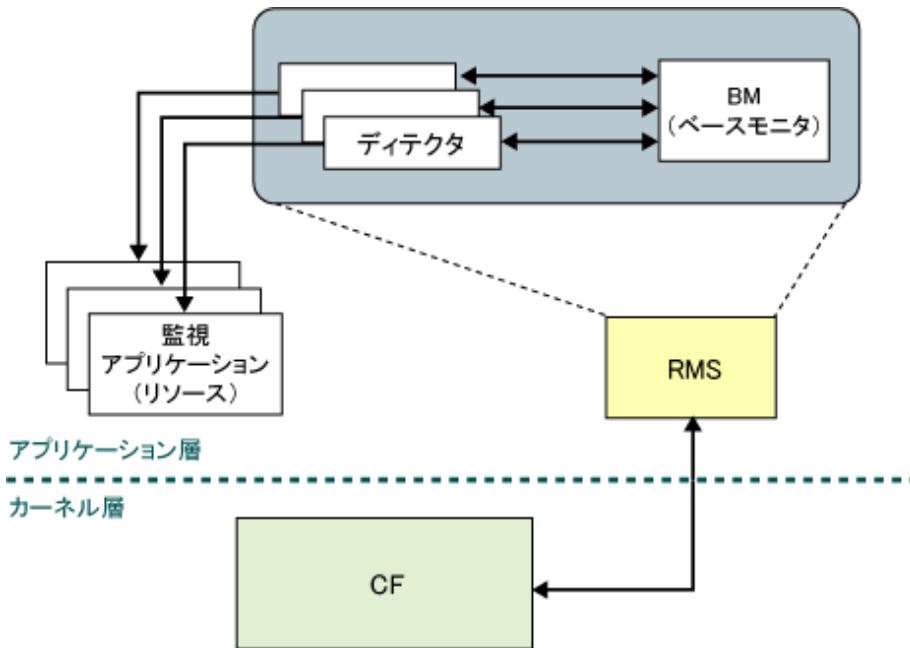 BM
(ベースモニタ)
ディテクタ
監視
アプリケーション
(リソース)
RMS
アプリケーション層
カーネル層
CF